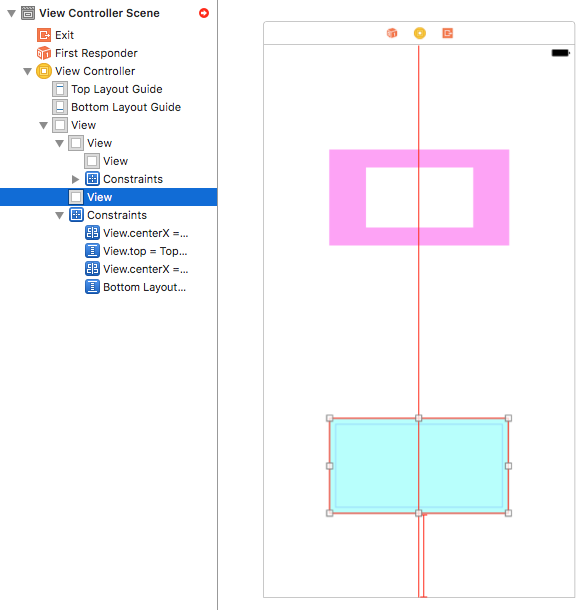 View Controller Scene
Exit
First Responder
View Controller
Top Layout Guide
Bottom Layout Guide
View
View
View
Constraints
View
Constraints
View.centerX =...
View.top = Top...
View.centerX =...
Bottom Layout...